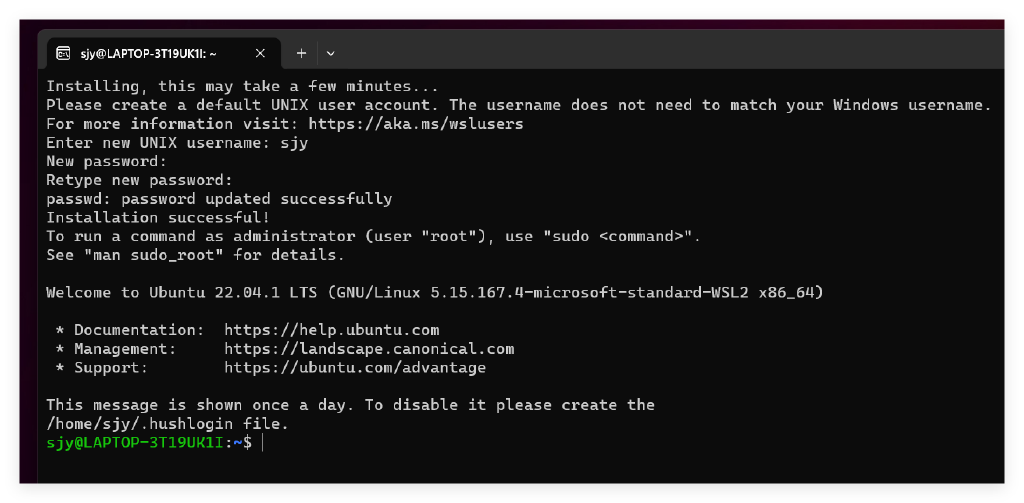 sjy@LAPTOP-3T19UK1I: ~
Installing, this may take a few minutes...
Please create a default UNIX user account. The username does not need to match your Windows username.
For more information visit: https://aka.ms/wslusers
Enter new UNIX username: sjy
New password:
Retype new password:
passwd: password updated successfully
Installation successful!
To run a command as administrator (user "root"), use "sudo <command>".
See "man sudo_root" for details.
Welcome to Ubuntu 22.04.1 LTS (GNU/Linux 5.15.167.4-microsoft-standard-WSL2 x86_64)
* Documentation: https://help.ubuntu.com
* Management: https://landscape.canonical.com
* Support: https://ubuntu.com/advantage
This message is shown once a day. To disable it please create the
/home/sjy/.hushlogin file.
sjy@LAPTOP-3T19UK1I:~$